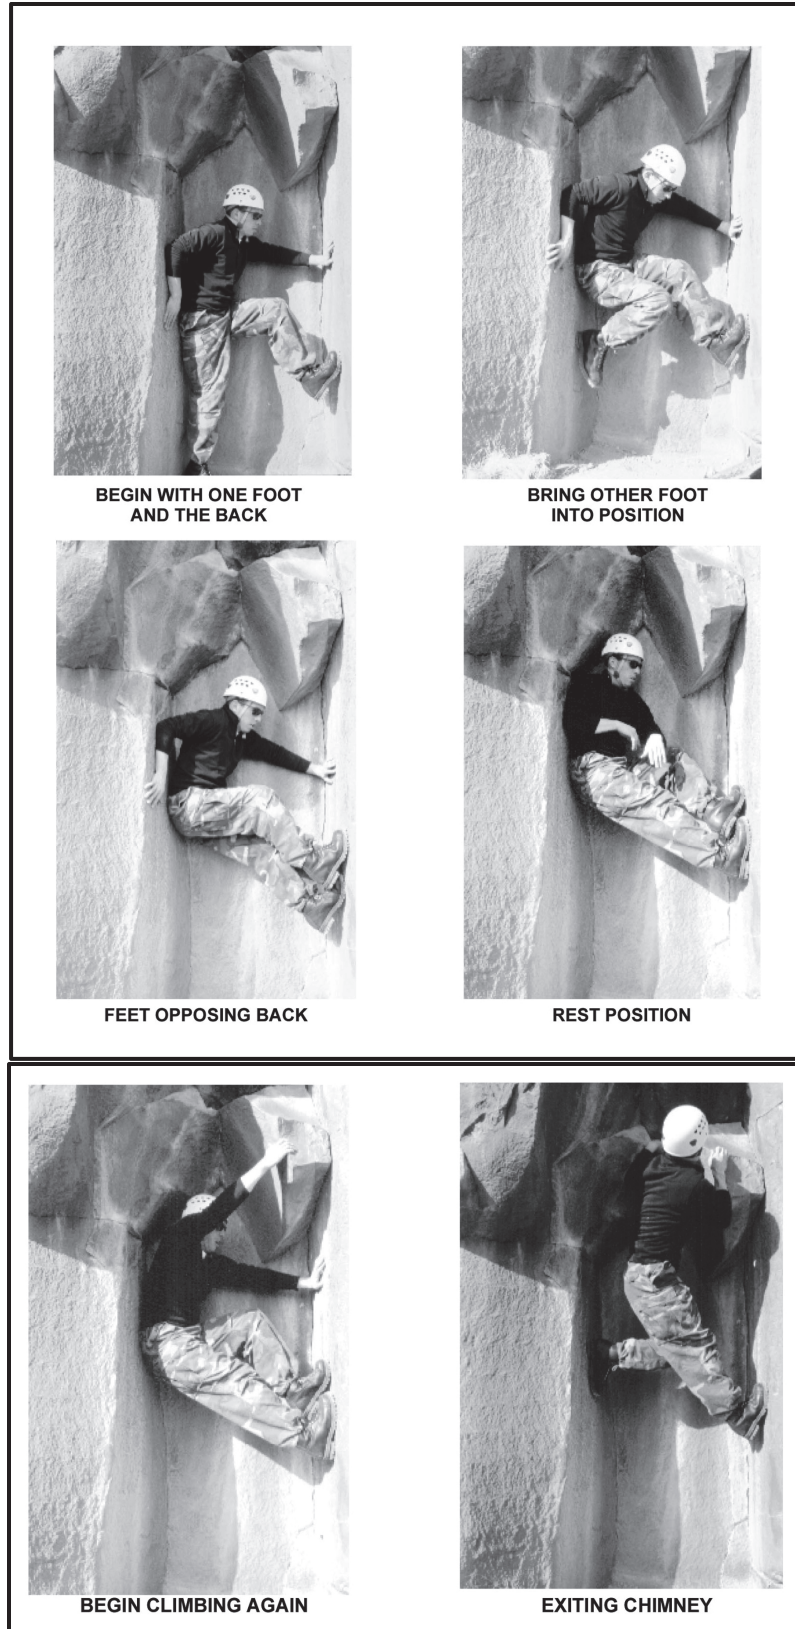 BEGIN WITH ONE FOOT
AND THE BACK
BRING OTHER FOOT
INTO POSITION
FEET OPPOSING BACK
REST POSITION
BEGIN CLIMBING AGAIN
EXITING CHIMNEY